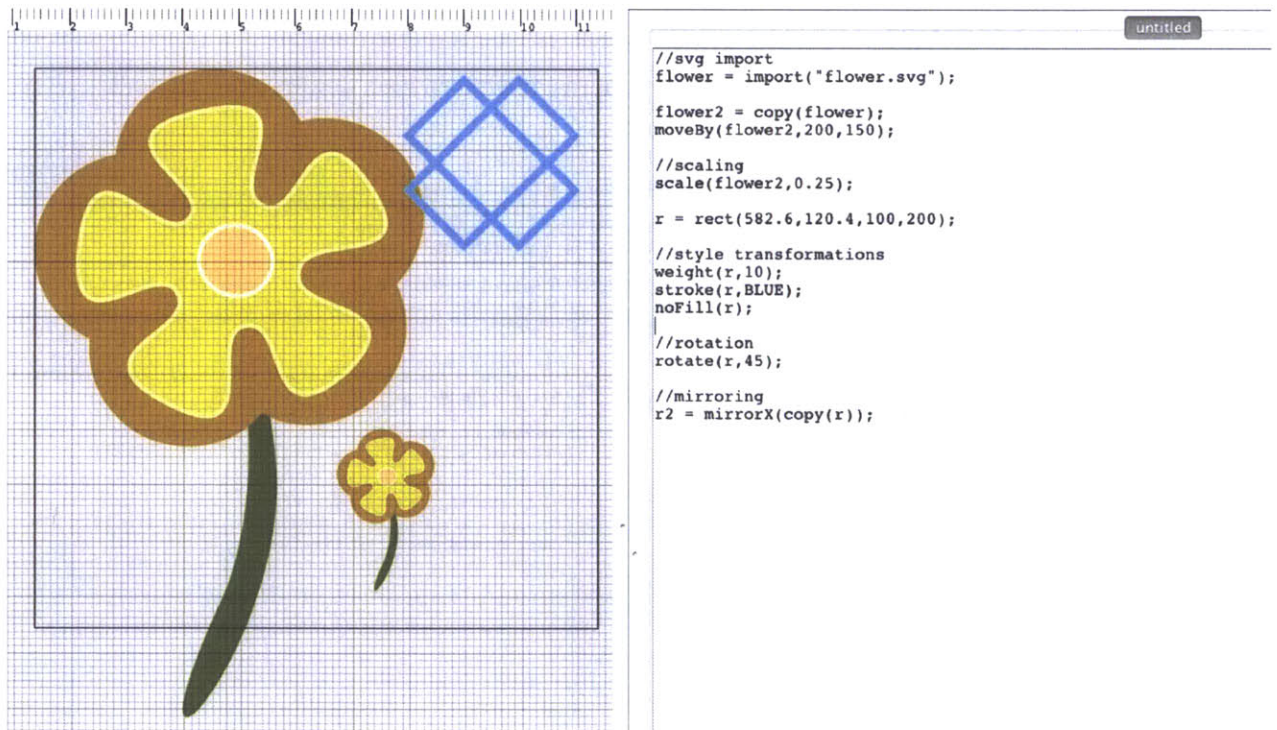 1 2 3 4 5 6 7 8 9 10 11
untitled
//svg import
flower = import("flower.svg");
flower2 = copy(flower);
moveBy(flower2,200,150);
//scaling
scale(flower2,0.25);
r = rect(582.6,120.4,100,200);
//style transformations
weight(r,10);
stroke(r,BLUE);
noFill(r);
//rotation
rotate(r,45);
//mirroring
r2 = mirrorX(copy(r));